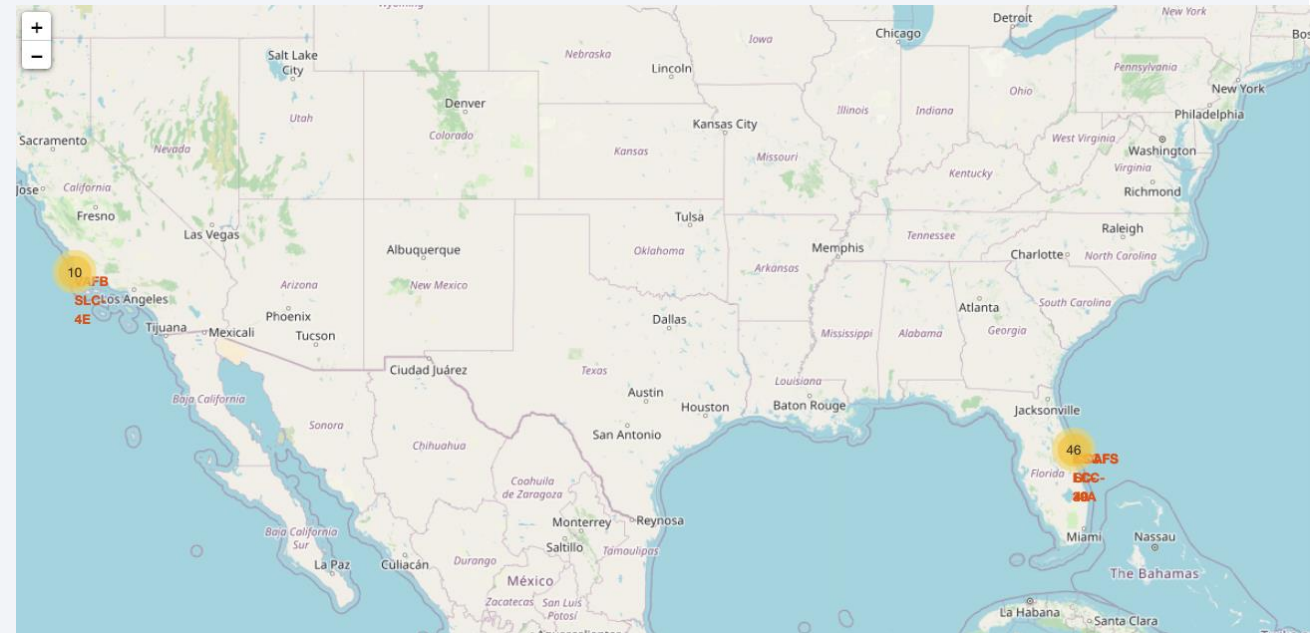 Wyoming
Detroit
New York
+
−
Chicago
Bos
Iowa
Nebraska
Salt Lake
City
Lincoln
Pennsylvania
New York
Ohio
Denver
Illinois
Indiana
Philadelphia
Utah
Kansas City
Colorado
Sacramento
Nevada
Kansas
Missouri
West Virginia
Washington
Virginia
Kentucky
Jose
California
Richmond
Fresno
Tulsa
Las Vegas
Raleigh
Tennessee
Albuquerque
Oklahoma
Memphis
Charlotte
North Carolina
Arkansas
10
VAFB
SLC-
4E
Los Angeles
Arizona
New Mexico
South Carolina
Atlanta
Phoenix
Tijuana
Mexicali
Tucson
Dallas
Mississippi
Alabama
Georgia
Ciudad Juárez
Texas
Louisiana
Baja California
Austin
Houston
Baton Rouge
Jacksonville
Sonora
San Antonio
Chihuahua
46
Florida
Coahuila
de Zaragoza
Monterrey
Reynosa
Baja California
Sur
Miami
Nassau
Saltillo
Tamaulipas
La Paz
Culiacán
Durango
The Bahamas
México
Zacatecas
San Luis
Potosí
La Habana
Santa Clara